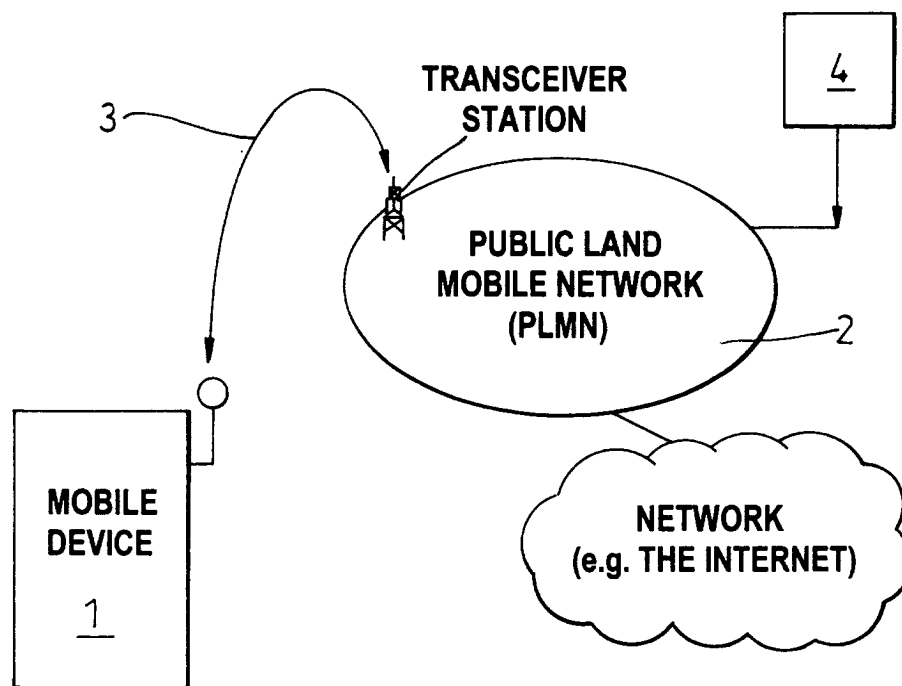 TRANSCEIVER
STATION
4
3
PUBLIC LAND
MOBILE NETWORK
(PLMN)
2
MOBILE
DEVICE
1
NETWORK
(e.g. THE INTERNET)